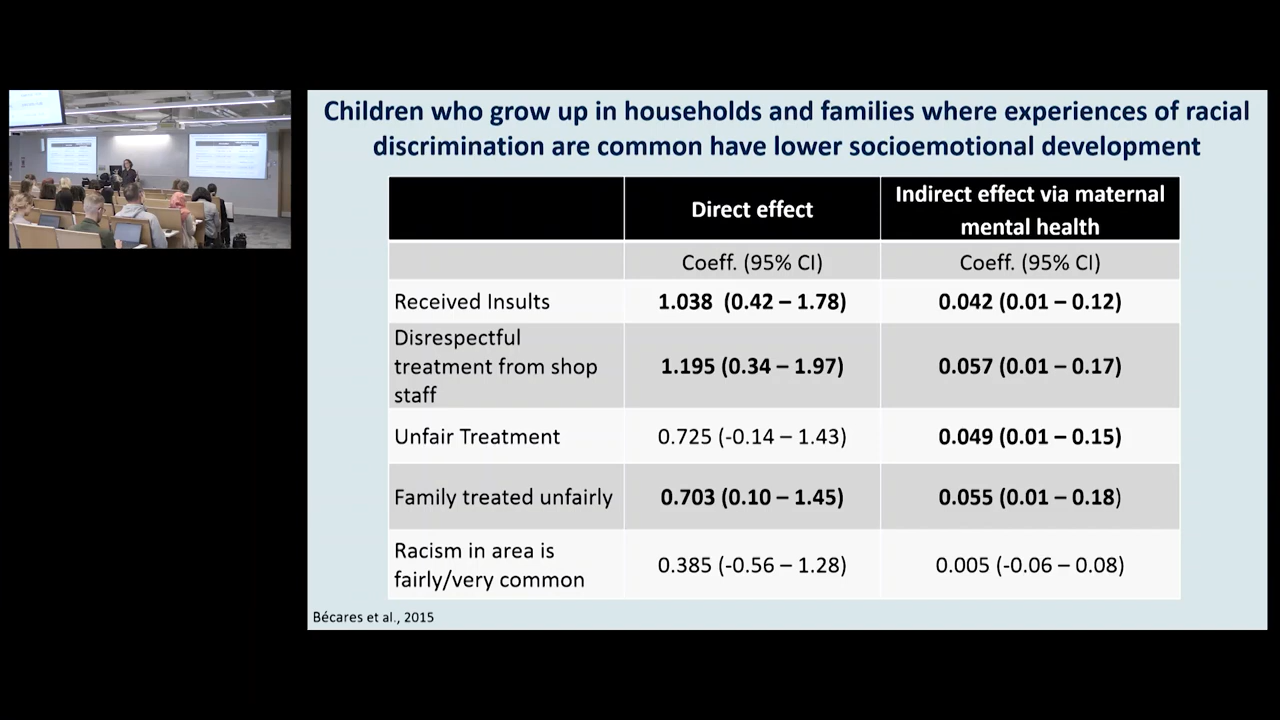 Children who grow up in households and families where experiences of racial
discrimination are common have lower socioemotional development
Direct effect
Indirect effect via maternal
mental health
Coeff. (95% CI)
Coeff. (95% CI)
Received Insults
1.038 (0.42 – 1.78)
0.042 (0.01 – 0.12)
Disrespectful
treatment from shop
staff
1.195 (0.34 – 1.97)
0.057 (0.01 – 0.17)
Unfair Treatment
0.725 (-0.14 – 1.43)
0.049 (0.01 – 0.15)
Family treated unfairly
0.703 (0.10 – 1.45)
0.055 (0.01 – 0.18)
Racism in area is
fairly/very common
0.385 (-0.56 – 1.28)
0.005 (-0.06 – 0.08)
Bécares et al., 2015